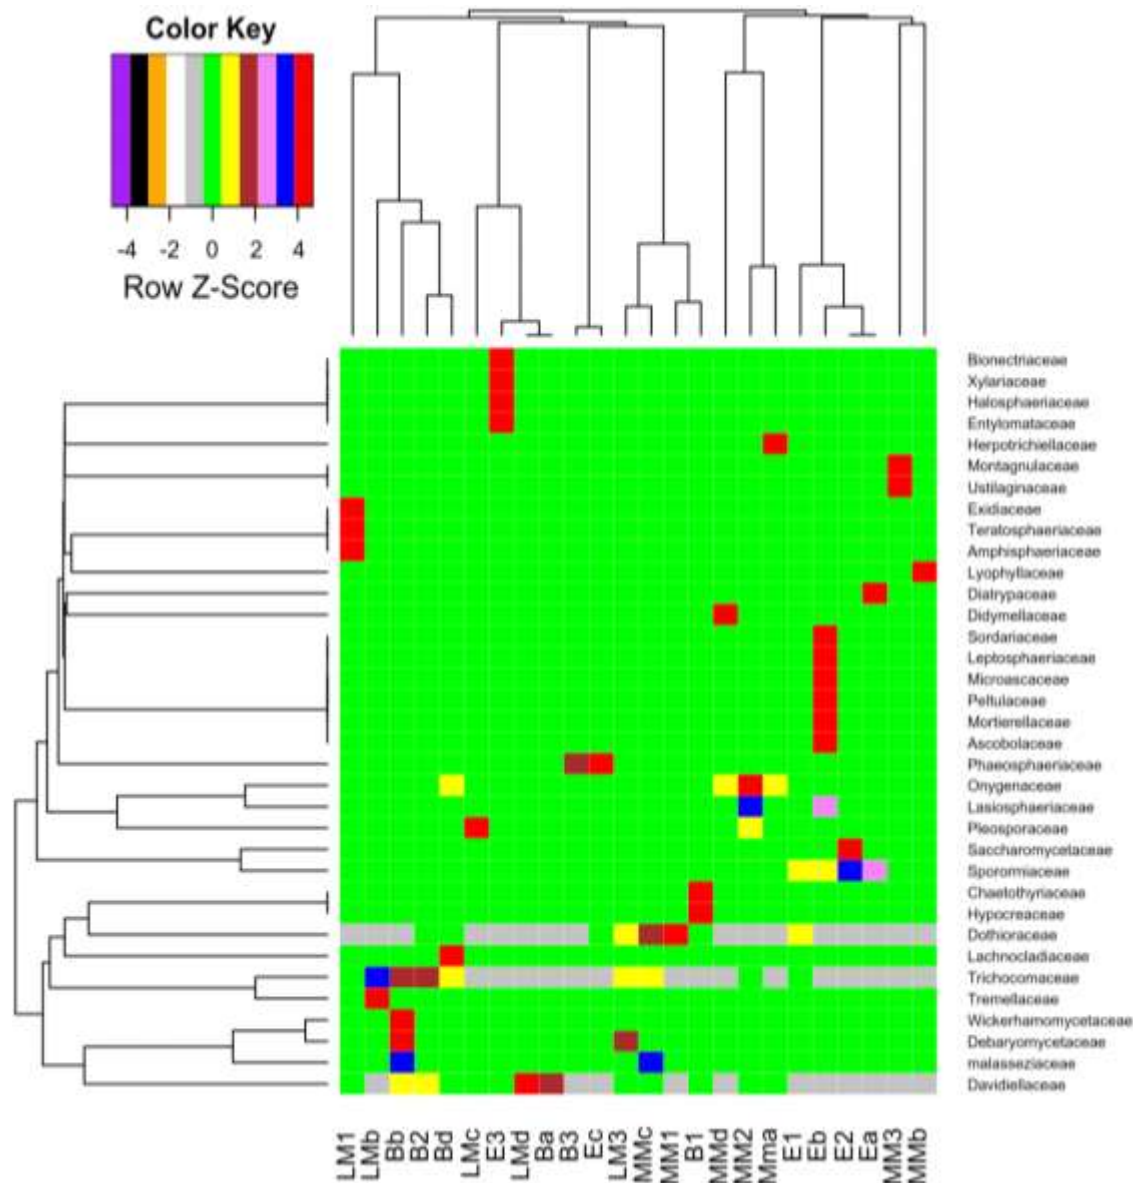 Color Key
-4 -2 0 2 4
Row Z-Score
Bionectriaceae
Xylariaceae
Halosphaeriaceae
Entylomataceae
Herpotrichiellaceae
Montagnulaceae
Ustilaginaceae
Exidiaceae
Teratosphaeriaceae
Amphisphaeriaceae
Lyophyllaceae
Diatrypaceae
Didymellaceae
Sordariaceae
Leptosphaeriaceae
Microascaceae
Peltulaceae
Mortierellaceae
Ascobolaceae
Phaeosphaeriaceae
Onygenaceae
Lasiosphaeriaceae
Pleosporaceae
Saccharomycetaceae
Sporormiaceae
Chaetothyriaceae
Hypocreaceae
Dothioraceae
Lachnocladiaceae
Trichocomaceae
Tremellaceae
Wickerhamomycetaceae
Debaryomycetaceae
malasseziaceae
Davidiellaceae
LM1 LMb Bb B2 Bd LMc E3 LMd Ba B3 Ec LM3 MMc MM1 B1 MMd MM2 Mma E1 Eb E2 Ea MM3 MMb